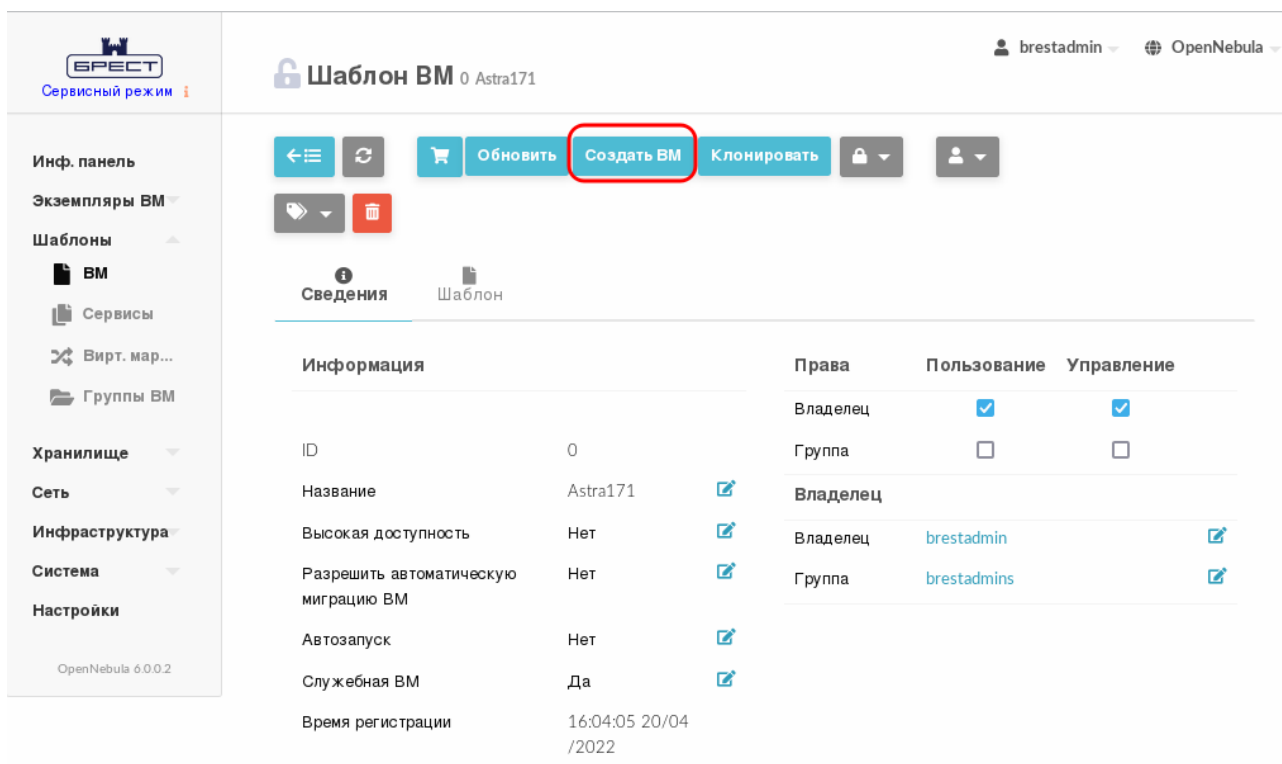 БРЕСТ
Сервисный режим i
Шаблон ВМ 0 Astra171
brestadmin
OpenNebula
Инф. панель
Экземпляры ВМ
Шаблоны
ВМ
Сервисы
Вирт. мар...
Группы ВМ
Хранилище
Сеть
Инфраструктура
Система
Настройки
OpenNebula 6.0.0.2
Обновить
Создать ВМ
Клонировать
Сведения
Шаблон
Информация
ID 0
Название Astra171
Высокая доступность Нет
Разрешить автоматическую Нет
миграцию ВМ
Автозапуск Нет
Служебная ВМ Да
Время регистрации 16:04:05 20/04
/2022
Права Пользование Управление
Владелец
Группа
Владелец
Владелец brestadmin
Группа brestadmins